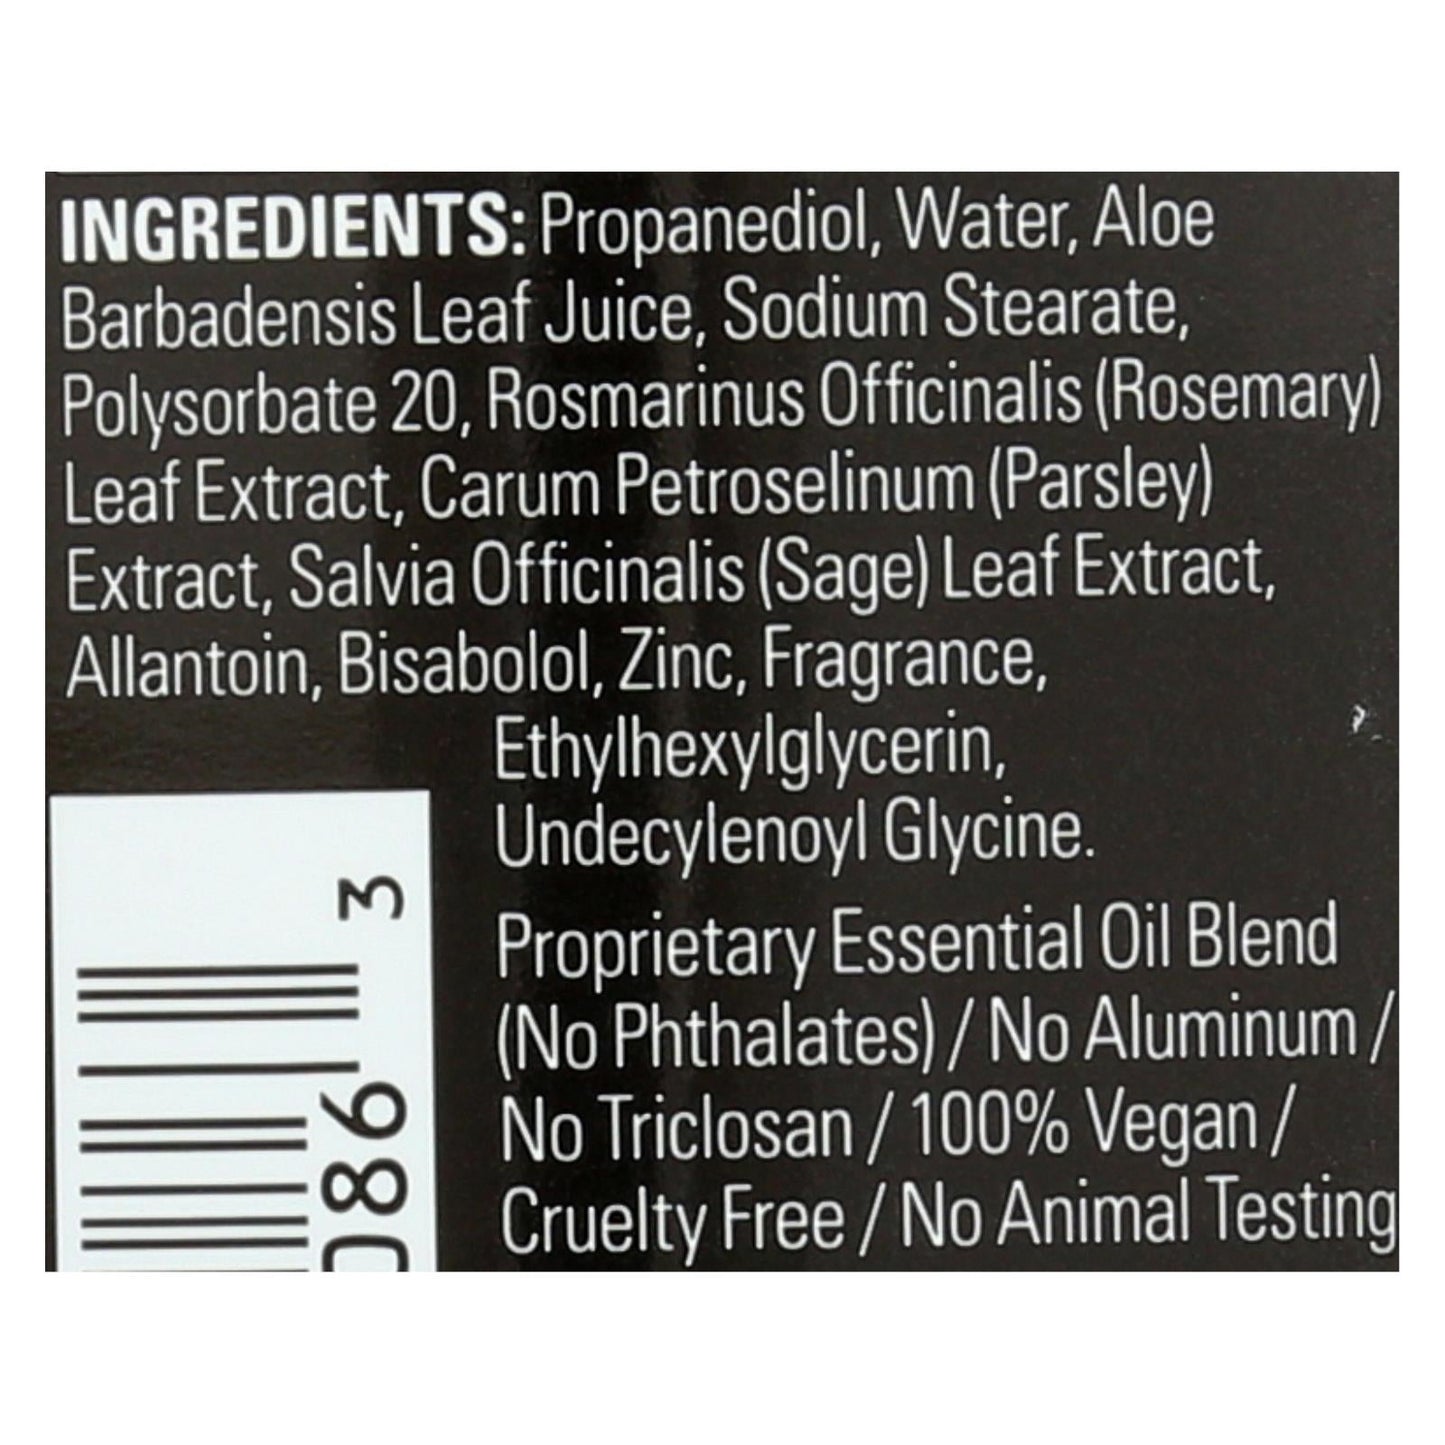 INGREDIENTS: Propanediol, Water, Aloe
Barbadensis Leaf Juice, Sodium Stearate,
Polysorbate 20, Rosmarinus Officinalis (Rosemary)
Leaf Extract, Carum Petroselinum (Parsley)
Extract, Salvia Officinalis (Sage) Leaf Extract,
Allantoin, Bisabolol, Zinc, Fragrance,
Ethylhexylglycerin,
Undecylenoyl Glycine.
Proprietary Essential Oil Blend
(No Phthalates) / No Aluminum /
No Triclosan / 100% Vegan /
Cruelty Free / No Animal Testing
086 3